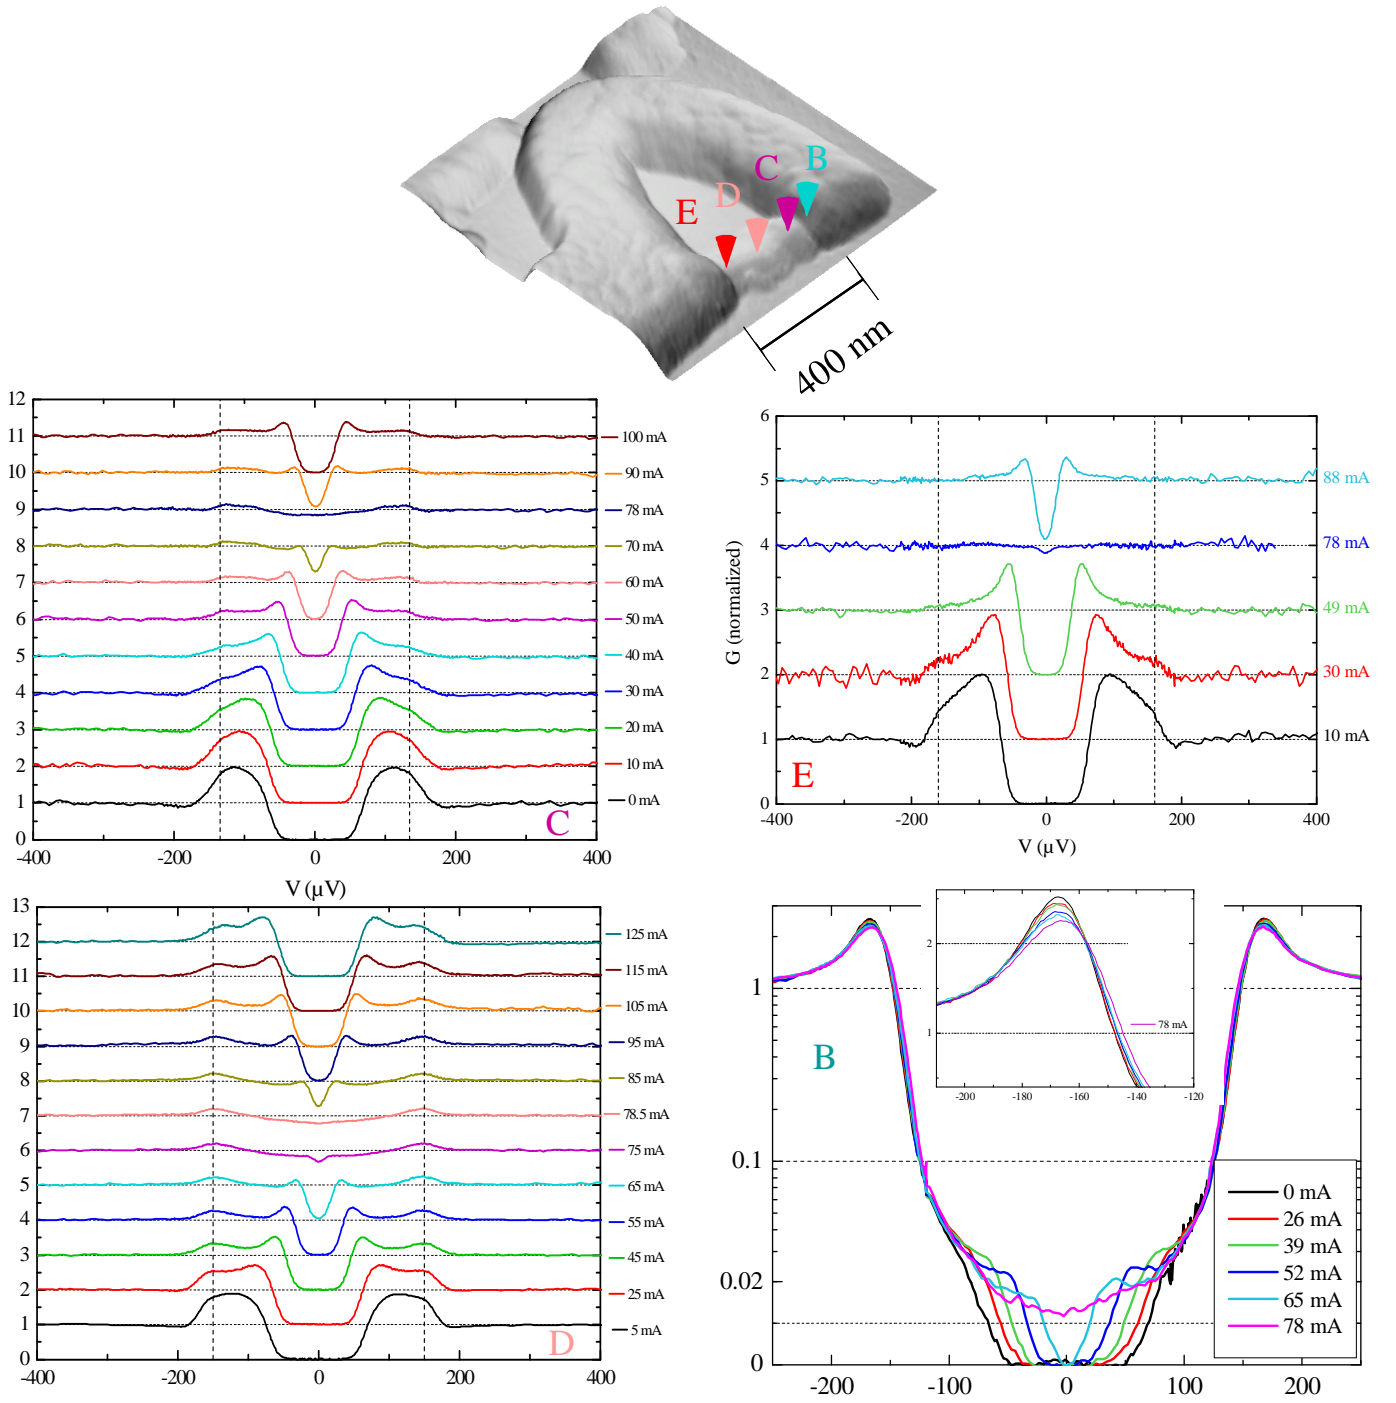 B
C
D
E
400 nm
12
11
10
9
8
7
6
5
4
3
2
1
0
100 mA
90 mA
78 mA
70 mA
60 mA
50 mA
40 mA
30 mA
20 mA
10 mA
0 mA
C
-400 -200 0 200 400
V (µV)
6
5
4
3
2
1
0
G (normalized)
88 mA
78 mA
49 mA
30 mA
10 mA
E
-400 -200 0 200 400
V (µV)
13
12
11
10
9
8
7
6
5
4
3
2
1
0
125 mA
115 mA
105 mA
95 mA
85 mA
78.5 mA
75 mA
65 mA
55 mA
45 mA
25 mA
5 mA
D
-400 -200 0 200 400
1
0.1
0.02
0
B
2
1
78 mA
-200 -180 -160 -140 -120
0 mA
26 mA
39 mA
52 mA
65 mA
78 mA
-200 -100 0 100 200